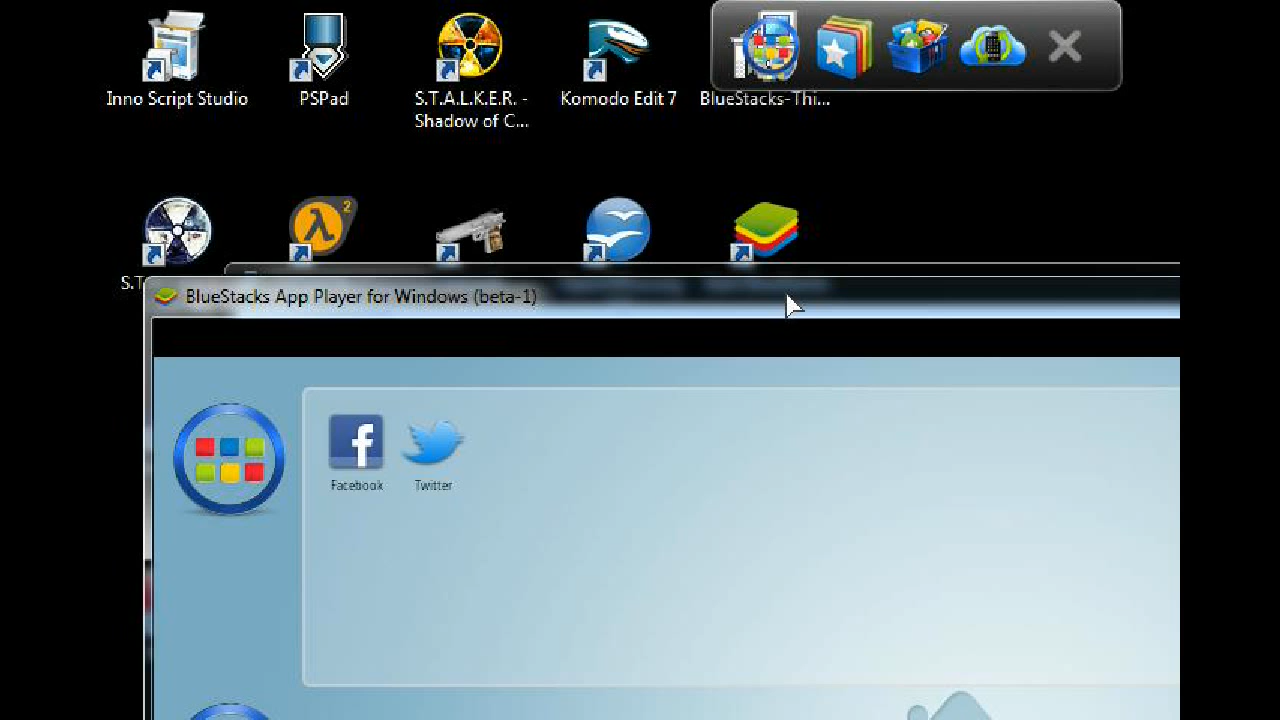 Inno Script Studio
PSPad
S.T.A.L.K.E.R. -
Shadow of C...
Komodo Edit 7
BlueStacks-Thi...
2
S.T
BlueStacks App Player for Windows (beta-1)
Facebook
Twitter